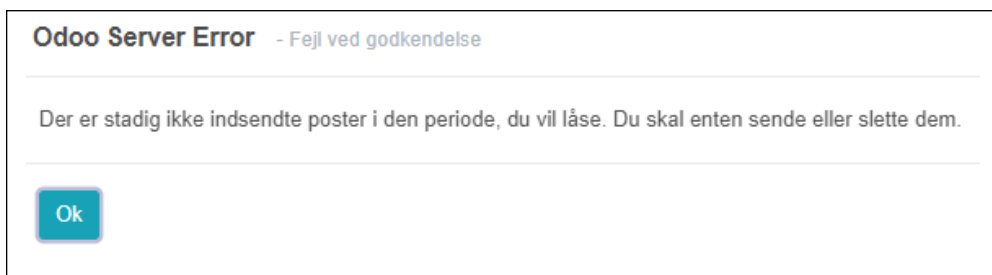 Odoo Server Error - Fejl ved godkendelse
Der er stadig ikke indsendte poster i den periode, du vil låse. Du skal enten sende eller slette dem.
Ok